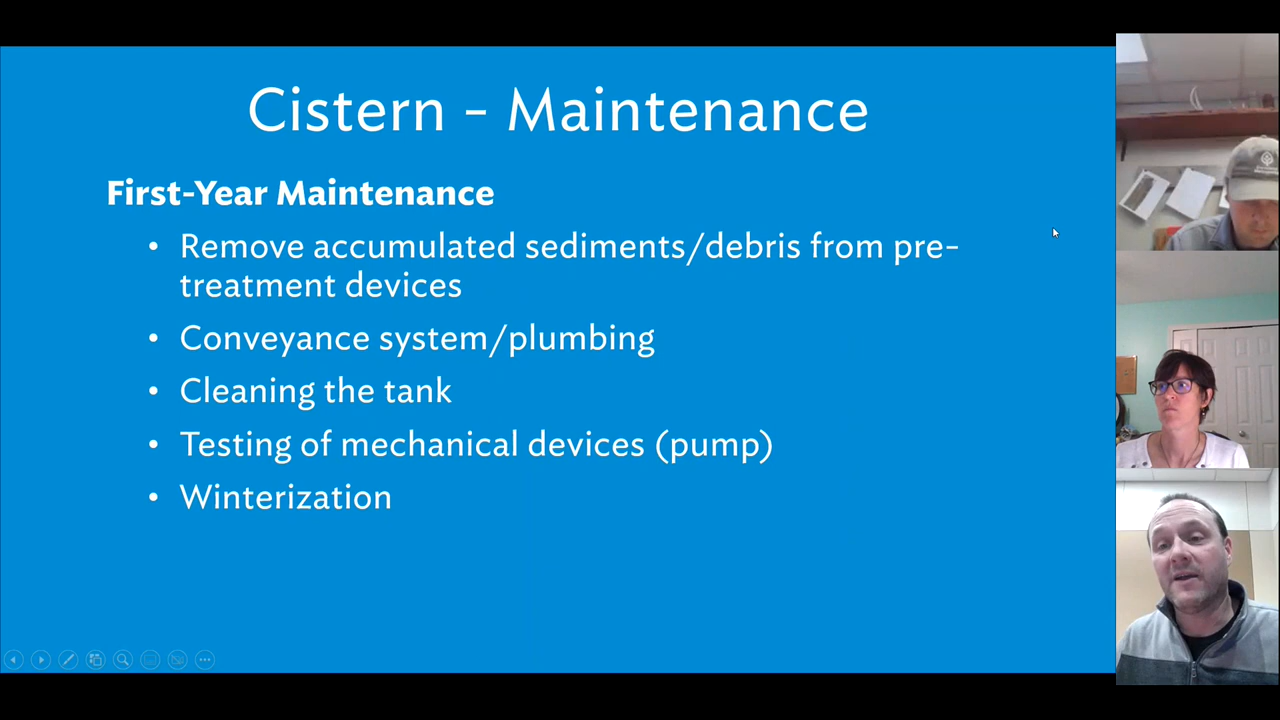 Cistern - Maintenance
First-Year Maintenance
• Remove accumulated sediments/debris from pre-
treatment devices
• Conveyance system/plumbing
• Cleaning the tank
• Testing of mechanical devices (pump)
• Winterization